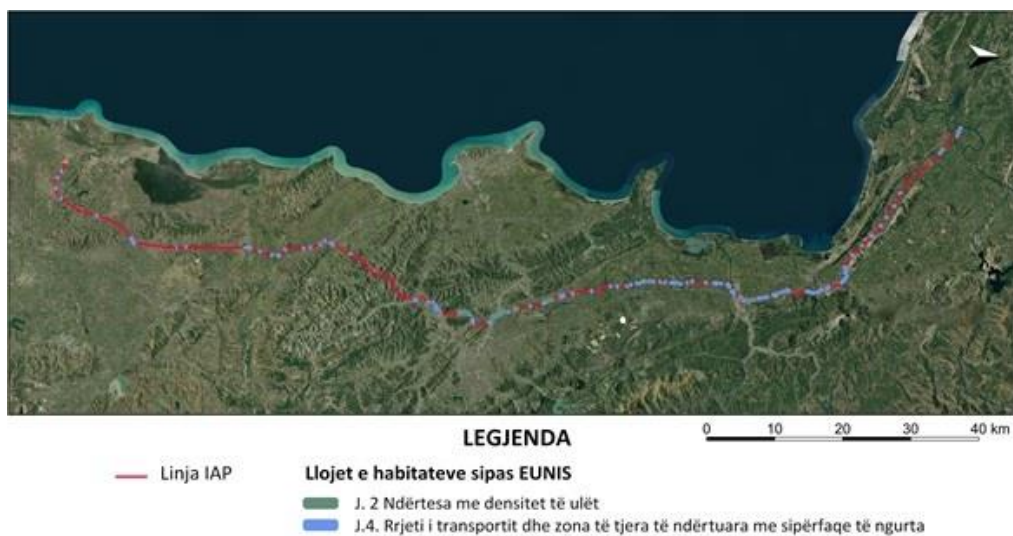 LEGJENDA
0 10 20 30 40 km
Linja IAP
Llojet e habitateve sipas EUNIS
J. 2 Ndërtesa me densitet të ulët
J.4. Rrjeti i transportit dhe zona të tjera të ndërtuara me sipërfaqe të ngurta